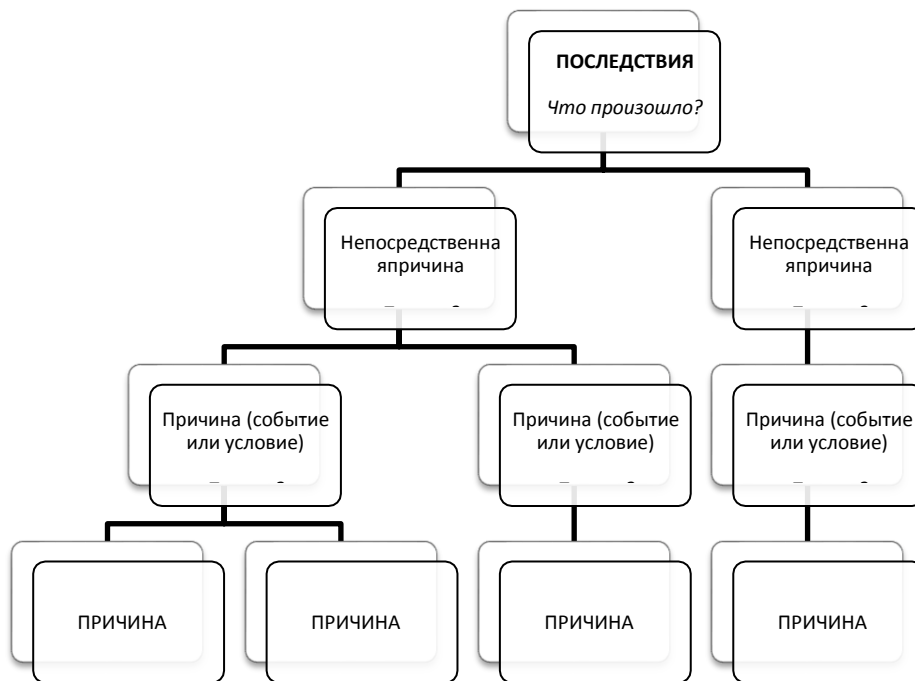 ПОСЛЕДСТВИЯ
Что произошло?
Непосредственна
япричина
Непосредственна
япричина
Причина (событие
или условие)
Причина (событие
или условие)
Причина (событие
или условие)
ПРИЧИНА
ПРИЧИНА
ПРИЧИНА
ПРИЧИНА